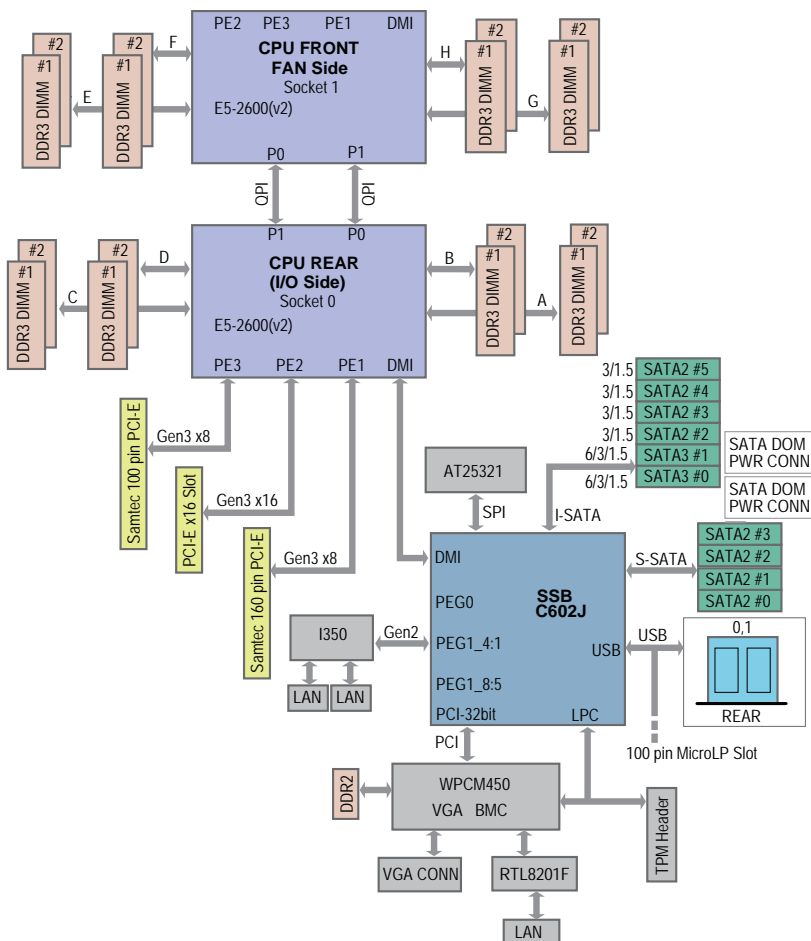 PE2 PE3 PE1 DMI
CPU FRONT
FAN Side
Socket 1
E5-2600(v2)
P0 P1
#2
#1
DDR3 DIMM
#2
#1
DDR3 DIMM
F
E
H
G
#2
#1
DDR3 DIMM
#2
#1
DDR3 DIMM
QPI
QPI
P1 P0
CPU REAR
(I/O Side)
Socket 0
E5-2600(v2)
PE3 PE2 PE1 DMI
#2
#1
DDR3 DIMM
#2
#1
DDR3 DIMM
D
C
B
A
#2
#1
DDR3 DIMM
#2
#1
DDR3 DIMM
Samtec 100 pin PCI-E
Gen3 x8
PCI-E x16 Slot
Gen3 x16
Samtec 160 pin PCI-E
Gen3 x8
3/1.5 SATA2 #5
3/1.5 SATA2 #4
3/1.5 SATA2 #3
3/1.5 SATA2 #2
6/3/1.5 SATA3 #1
6/3/1.5 SATA3 #0
SATA DOM
PWR CONN
SATA DOM
PWR CONN
AT25321
SPI
I-SATA
SATA2 #3
SATA2 #2
SATA2 #1
SATA2 #0
S-SATA
DMI
SSB
C602J
PEG0
PEG1_4:1
PEG1_8:5
PCI-32bit
LPC
USB
USB
0,1
REAR
100 pin MicroLP Slot
I350
Gen2
LAN
LAN
PCI
DDR2
WPCM450
VGA BMC
TPM Header
VGA CONN
RTL8201F
LAN